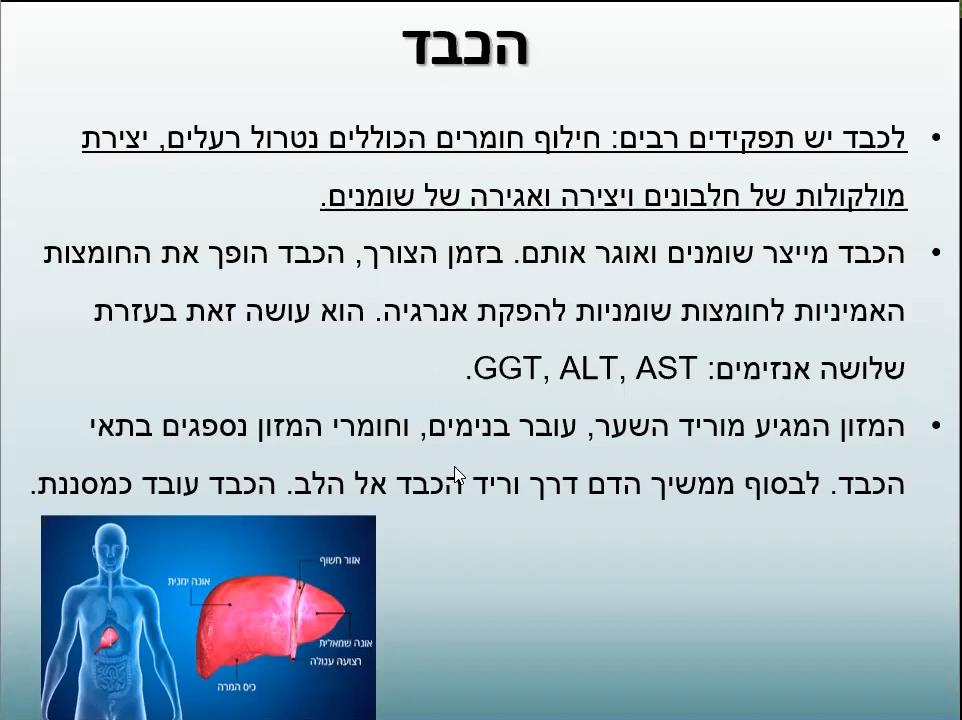 הכבד
• לכבד יש תפקידים רבים: חילוף חומרים הכוללים נטרול רעלים, יצירת
מולקולות של חלבונים ויצירה ואגירה של שומנים.
• הכבד מייצר שומנים ואוגר אותם. בזמן הצורך, הכבד הופך את החומצות
האמיניות לחומצות שומניות להפקת אנרגיה. הוא עושה זאת בעזרת
שלושה אנזימים: GGT, ALT, AST.
• המזון המגיע מוריד השער, עובר בנימים, וחומרי המזון נספגים בתאי
הכבד. לבסוף ממשיך הדם דרך וריד הכבד אל הלב. הכבד עובד כמסננת.
אזור חשוף
אונה ימנית
אונה שמאלית
רצועה עגולה
כיס המרה